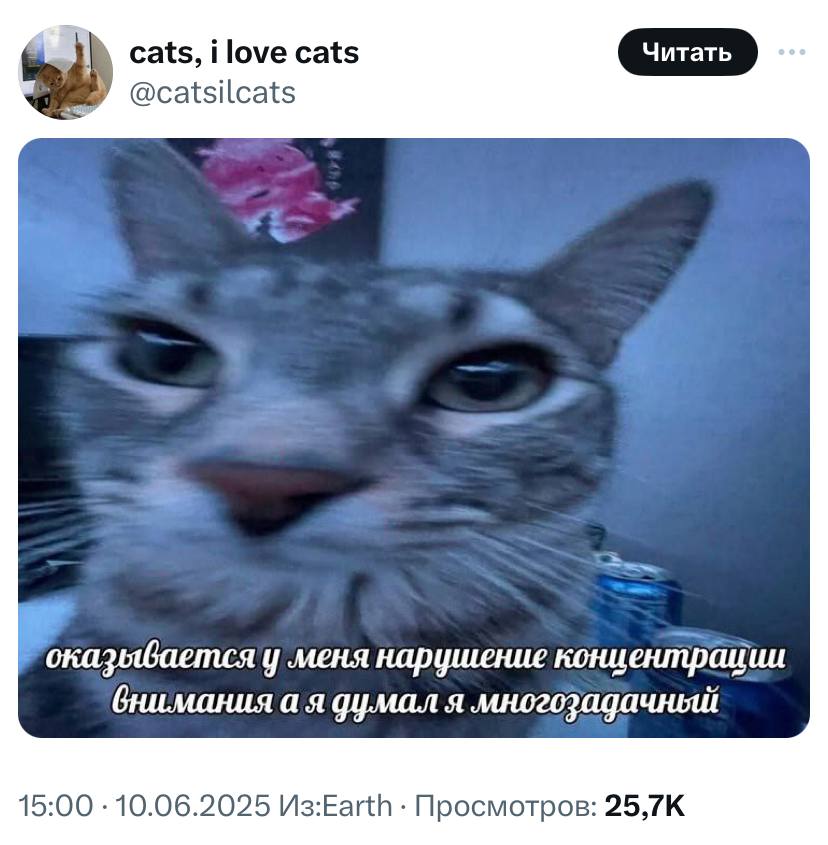 cats, i love cats
Читать
@catsilcats
оказывается у меня нарушение концентрации
внимания а я думал я многозадачный
15:00 · 10.06.2025 Из:Earth · Просмотров: 25,7K